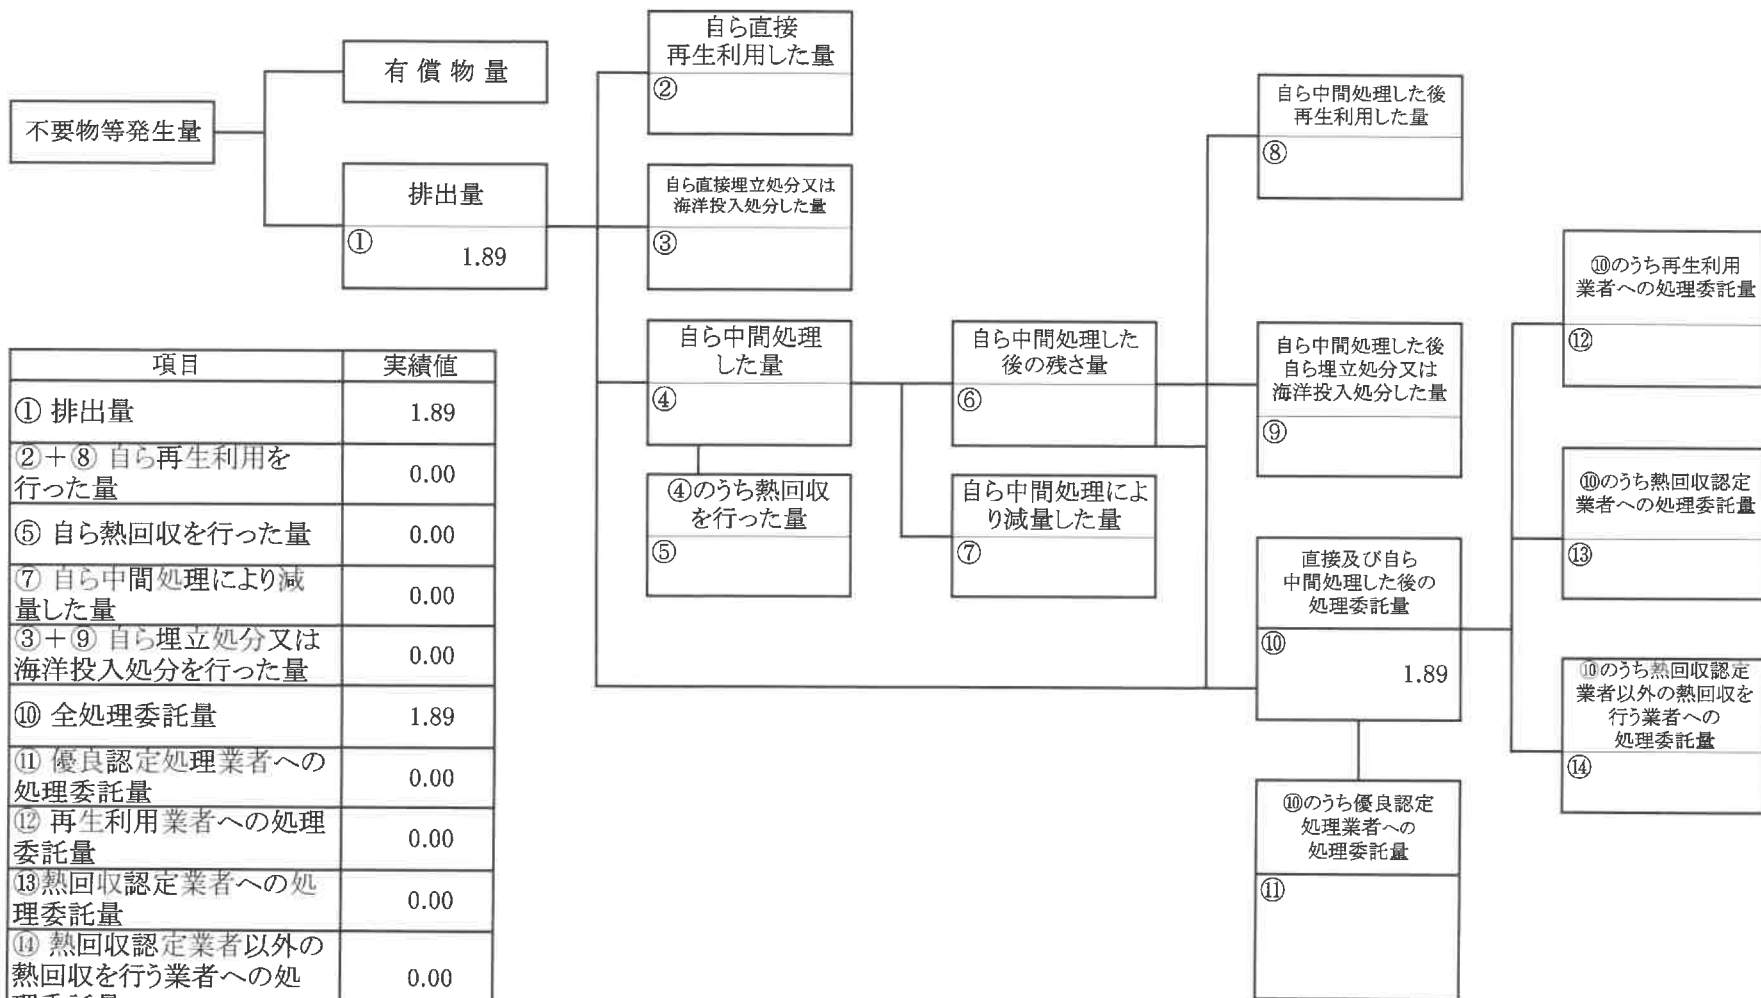 不要物等発生量
有償物量
排出量
①
1.89
自ら直接
再生利用した量
②
自ら直接埋立処分又は
海洋投入処分した量
③
自ら中間処理
した量
④
④のうち熱回収
を行った量
⑤
自ら中間処理した
後の残さ量
⑥
自ら中間処理によ
り減量した量
⑦
自ら中間処理した後
再生利用した量
⑧
自ら中間処理した後
自ら埋立処分又は
海洋投入処分した量
⑨
直接及び自ら
中間処理した後の
処理委託量
⑩
1.89
⑩のうち優良認定
処理業者への
処理委託量
⑪
⑩のうち再生利用
業者への処理委託量
⑫
⑩のうち熱回収認定
業者への処理委託量
⑬
⑩のうち熱回収認定
業者以外の熱回収を
行う業者への
処理委託量
⑭
項目 実績値
① 排出量 1.89
②+⑧ 自ら再生利用を
行った量 0.00
⑤ 自ら熱回収を行った量 0.00
⑦ 自ら中間処理により減
量した量 0.00
③+⑨ 自ら埋立処分又は
海洋投入処分を行った量 0.00
⑩ 全処理委託量 1.89
⑪ 優良認定処理業者への
処理委託量 0.00
⑫ 再生利用業者への処理
委託量 0.00
⑬熱回収認定業者への処
理委託量 0.00
⑭ 熱回収認定業者以外の
熱回収を行う業者への処 0.00